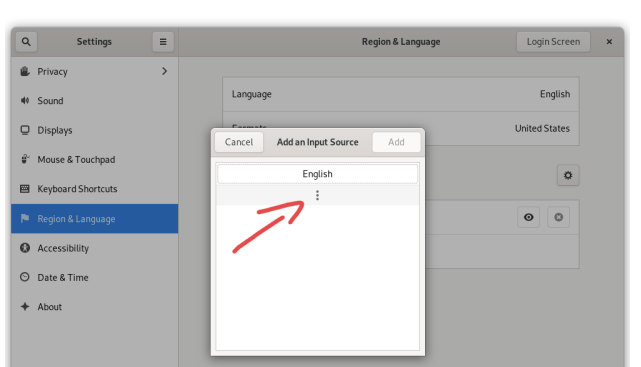 Settings
Region & Language
Login Screen
Privacy
Sound
Displays
Mouse & Touchpad
Keyboard Shortcuts
Region & Language
Accessibility
Date & Time
About
Language English
Formats United States
Cancel Add an Input Source Add
English